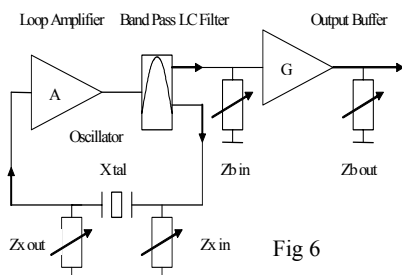 Loop Amplifier Band Pass LC Filter Output Buffer
A
G
Oscillator
Xtal
Zb in
Zb out
Zx out
Zx in
Fig 6